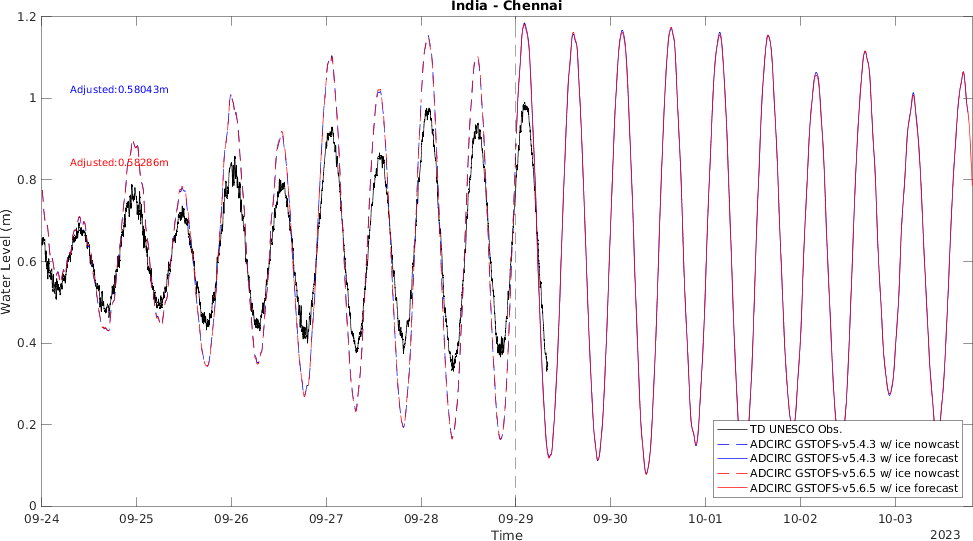 India - Chennai
Water Level (m)
1.2
1
0.8
0.6
0.4
0.2
0
Adjusted:0.58043m
Adjusted:0.58286m
TD UNESCO Obs.
ADCIRC GSTOFS-v5.4.3 w/ ice nowcast
ADCIRC GSTOFS-v5.4.3 w/ ice forecast
ADCIRC GSTOFS-v5.6.5 w/ ice nowcast
ADCIRC GSTOFS-v5.6.5 w/ ice forecast
09-24 09-25 09-26 09-27 09-28 09-29 09-30 10-01 10-02 10-03
Time
2023